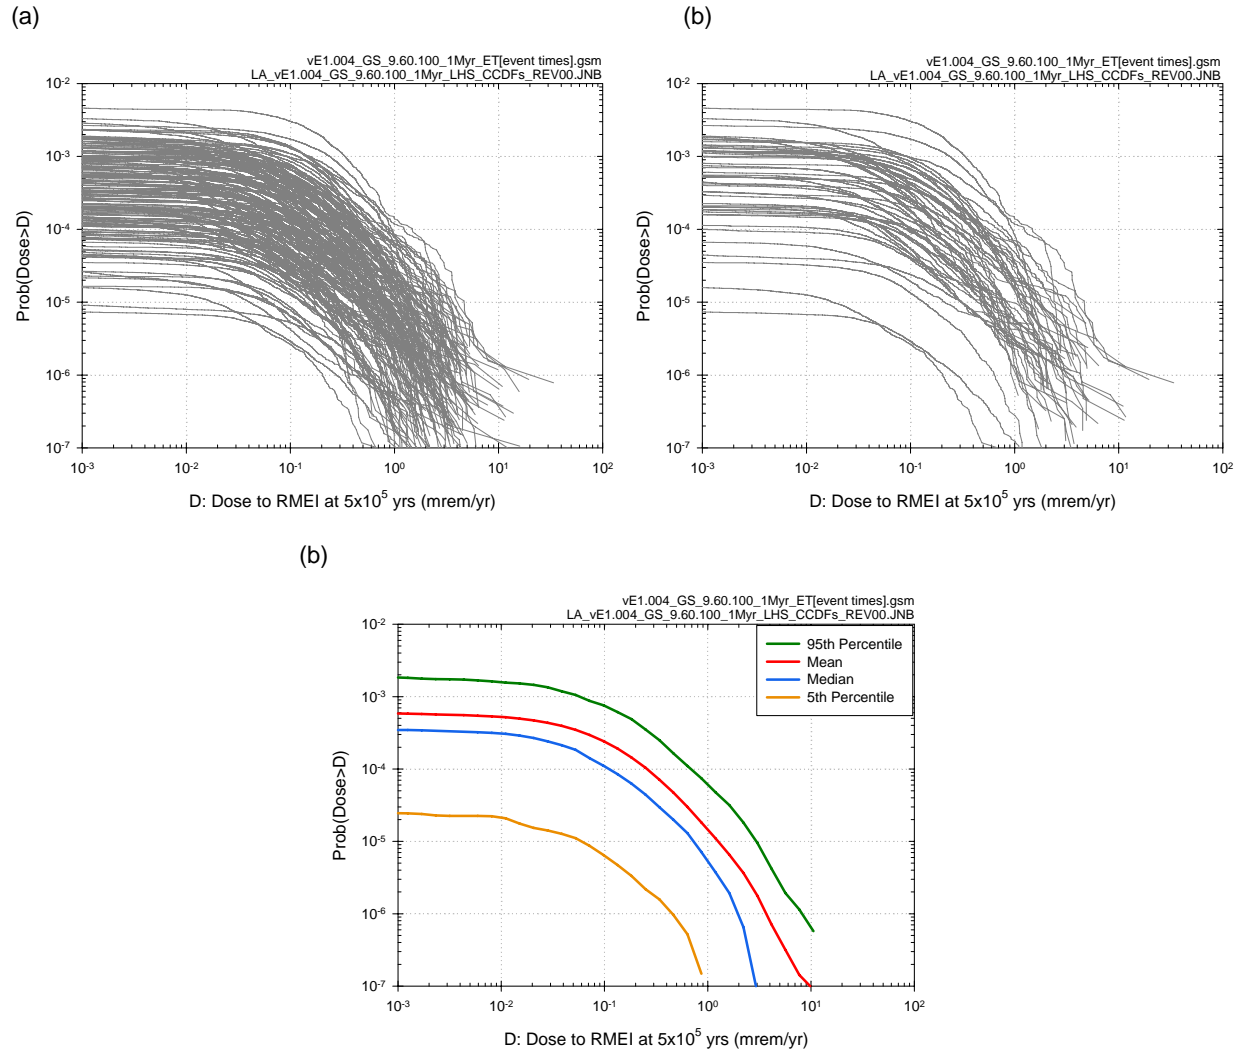 (a)
vE1.004_GS_9.60.100_1Myr_ET[event times].gsm
LA_vE1.004_GS_9.60.100_1Myr_LHS_CCDFs_REV00.JNB
10⁻²
10⁻³
10⁻⁴
10⁻⁵
10⁻⁶
10⁻⁷
Prob(Dose>D)
10⁻³ 10⁻² 10⁻¹ 10⁰ 10¹ 10²
D: Dose to RMEI at 5x10⁵ yrs (mrem/yr)
(b)
vE1.004_GS_9.60.100_1Myr_ET[event times].gsm
LA_vE1.004_GS_9.60.100_1Myr_LHS_CCDFs_REV00.JNB
10⁻²
10⁻³
10⁻⁴
10⁻⁵
10⁻⁶
10⁻⁷
Prob(Dose>D)
10⁻³ 10⁻² 10⁻¹ 10⁰ 10¹ 10²
D: Dose to RMEI at 5x10⁵ yrs (mrem/yr)
(b)
vE1.004_GS_9.60.100_1Myr_ET[event times].gsm
LA_vE1.004_GS_9.60.100_1Myr_LHS_CCDFs_REV00.JNB
10⁻²
10⁻³
10⁻⁴
10⁻⁵
10⁻⁶
10⁻⁷
Prob(Dose>D)
95th Percentile
Mean
Median
5th Percentile
10⁻³ 10⁻² 10⁻¹ 10⁰ 10¹ 10²
D: Dose to RMEI at 5x10⁵ yrs (mrem/yr)